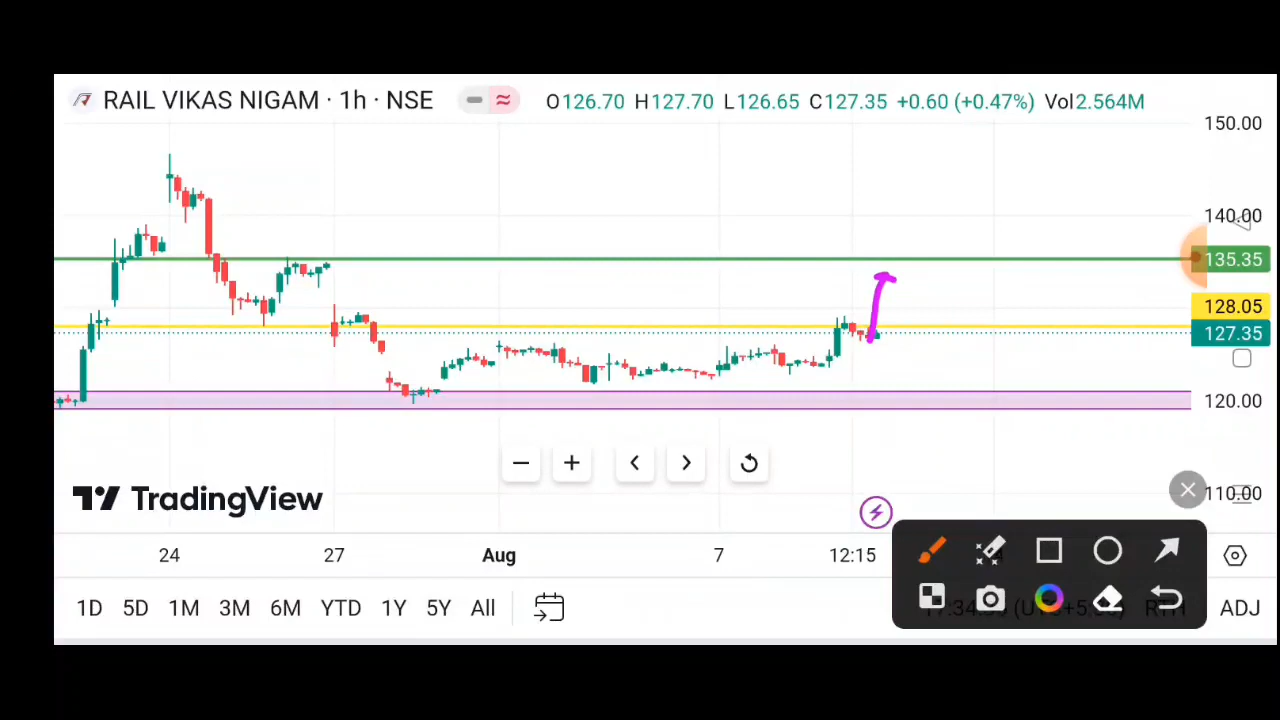 RAIL VIKAS NIGAM · 1h · NSE O126.70 H127.70 L126.65 C127.35 +0.60 (+0.47%) Vol2.564M
150.00
140.00
135.35
128.05
127.35
120.00
110.00
TradingView
24 27 Aug 7 12:15
1D 5D 1M 3M 6M YTD 1Y 5Y All ADJ